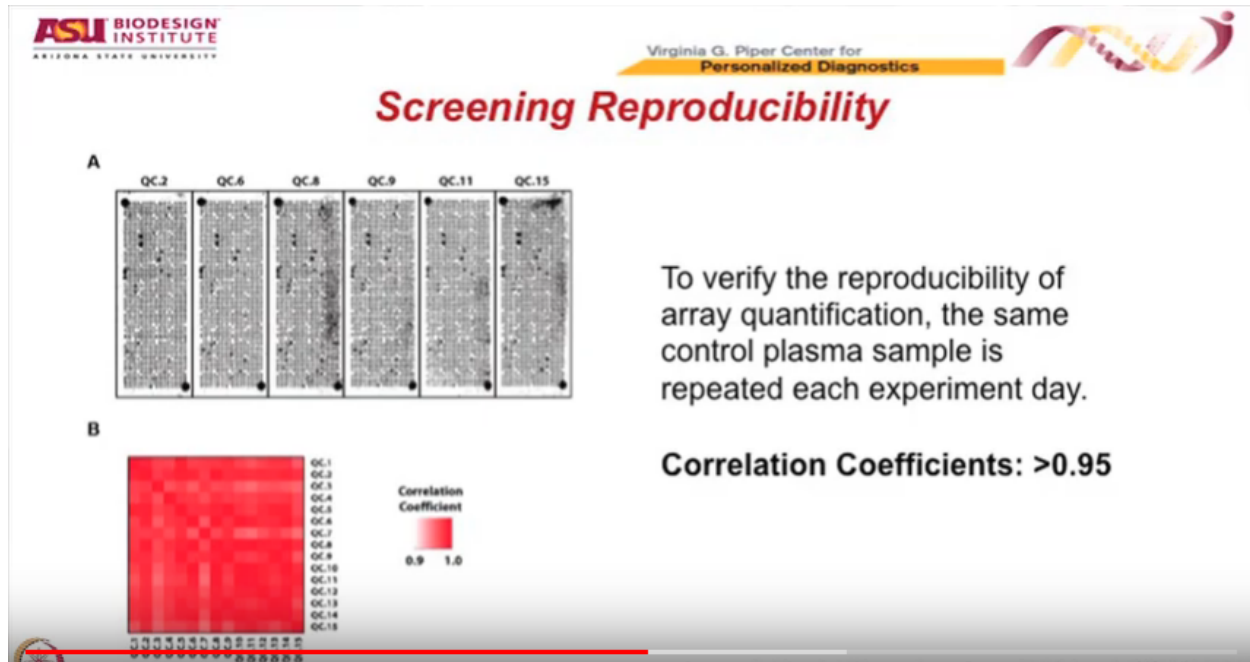 ASU BIODESIGN INSTITUTE
ARIZONA STATE UNIVERSITY
Virginia G. Piper Center for
Personalized Diagnostics
Screening Reproducibility
A
QC.2 QC.6 QC.8 QC.9 QC.11 QC.15
To verify the reproducibility of
array quantification, the same
control plasma sample is
repeated each experiment day.
Correlation Coefficients: >0.95
B
QC.1
QC.2
QC.3
QC.4
QC.5
QC.6
QC.7
QC.8
QC.9
QC.10
QC.11
QC.12
QC.13
QC.14
QC.15
Correlation
Coefficient
0.9 1.0